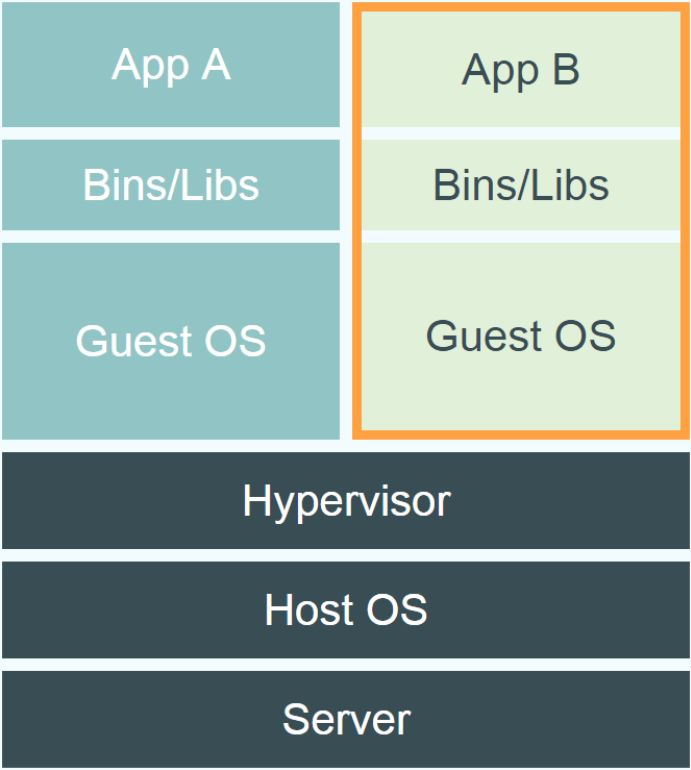 App A
App B
Bins/Libs
Bins/Libs
Guest OS
Guest OS
Hypervisor
Host OS
Server